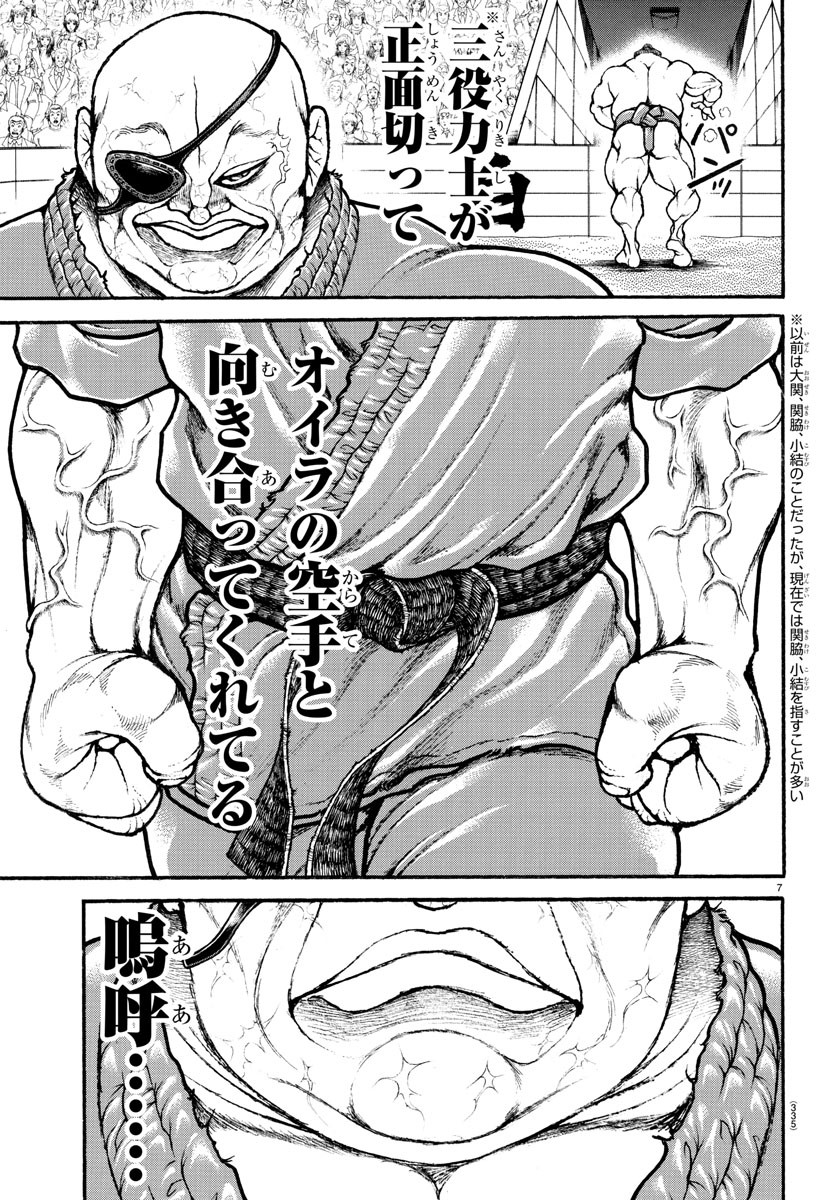 ※三役力士が
正面切って
パンッ
オイラの空手と
向き合ってくれてる
※以前は大関、関脇、小結のことだったが、現在では関脇、小結を指すことが多い
7
嗚呼………
(335)